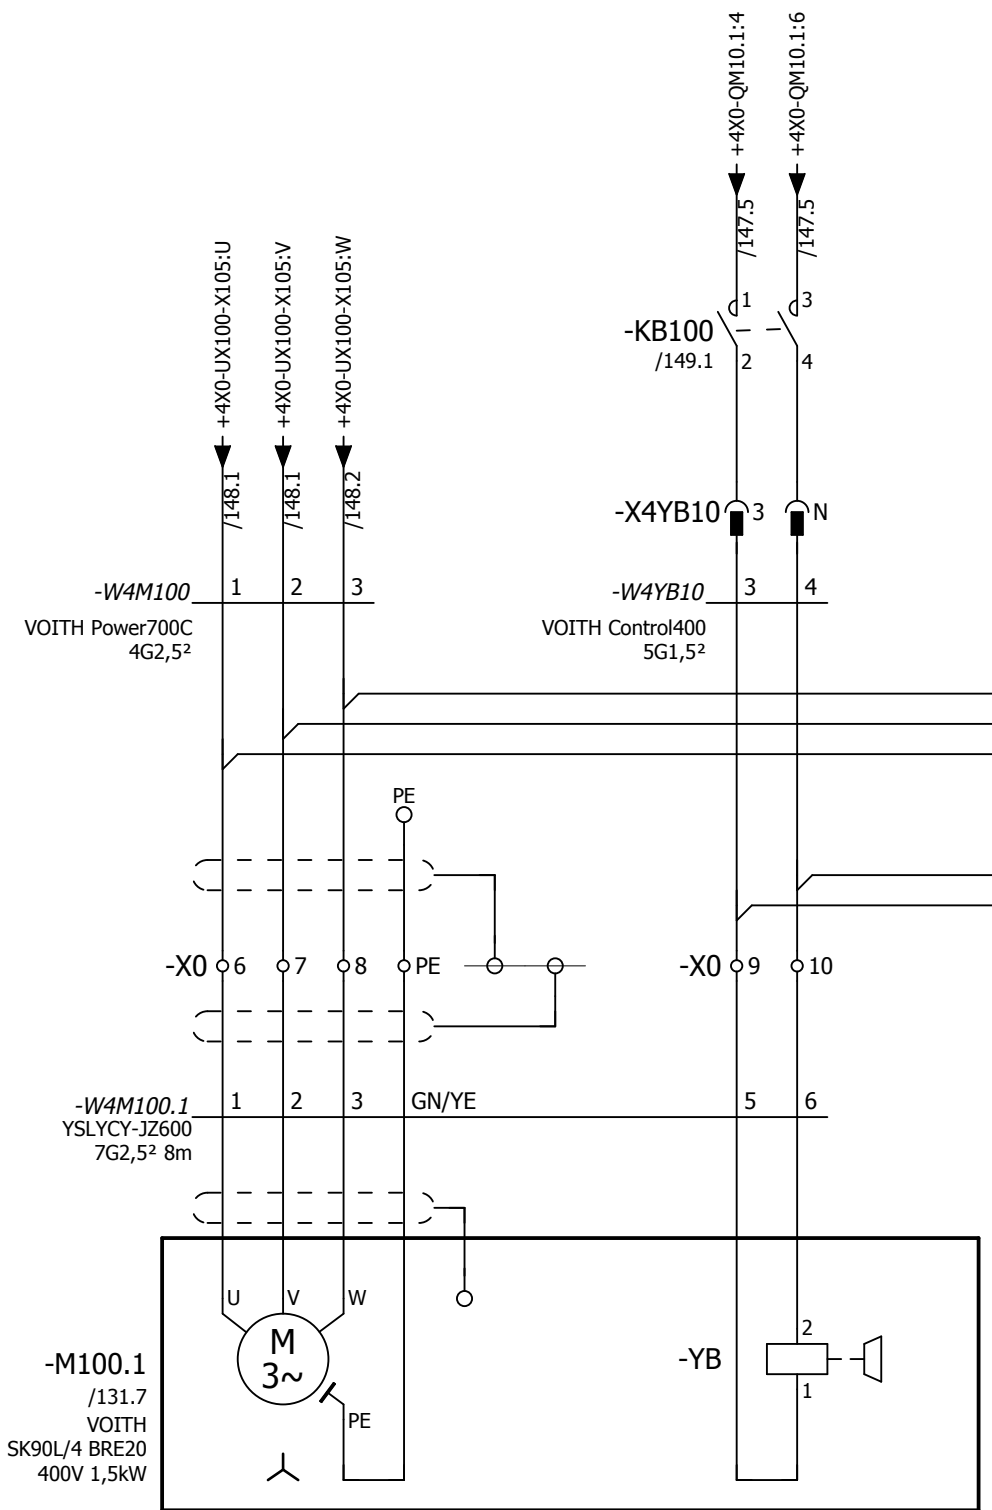 +4X0-QM10.1:4
+4X0-QM10.1:6
/147.5
/147.5
+4X0-UX100-X105:U
+4X0-UX100-X105:V
+4X0-UX100-X105:W
/148.1
/148.1
/148.2
-KB100
/149.1
1
3
2
4
-X4YB10
3
N
-W4M100
1
2
3
VOITH Power700C
4G2,5²
-W4YB10
3
4
VOITH Control400
5G1,5²
PE
-X0
6
7
8
PE
-X0
9
10
-W4M100.1
1
2
3
GN/YE
5
6
YSLYCY-JZ600
7G2,5² 8m
U
V
W
M
3~
PE
-M100.1
/131.7
VOITH
SK90L/4 BRE20
400V 1,5kW
-YB
2
1